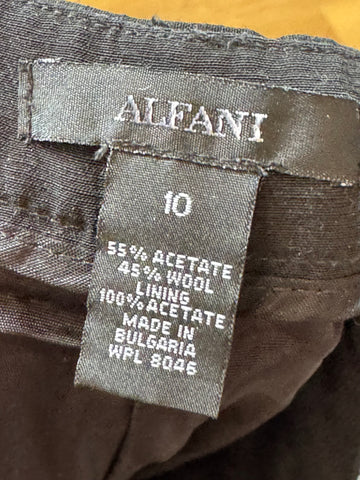 ALFANI
10
55% ACETATE
45% WOOL
LINING
100% ACETATE
MADE IN
BULGARIA
WPL 8046